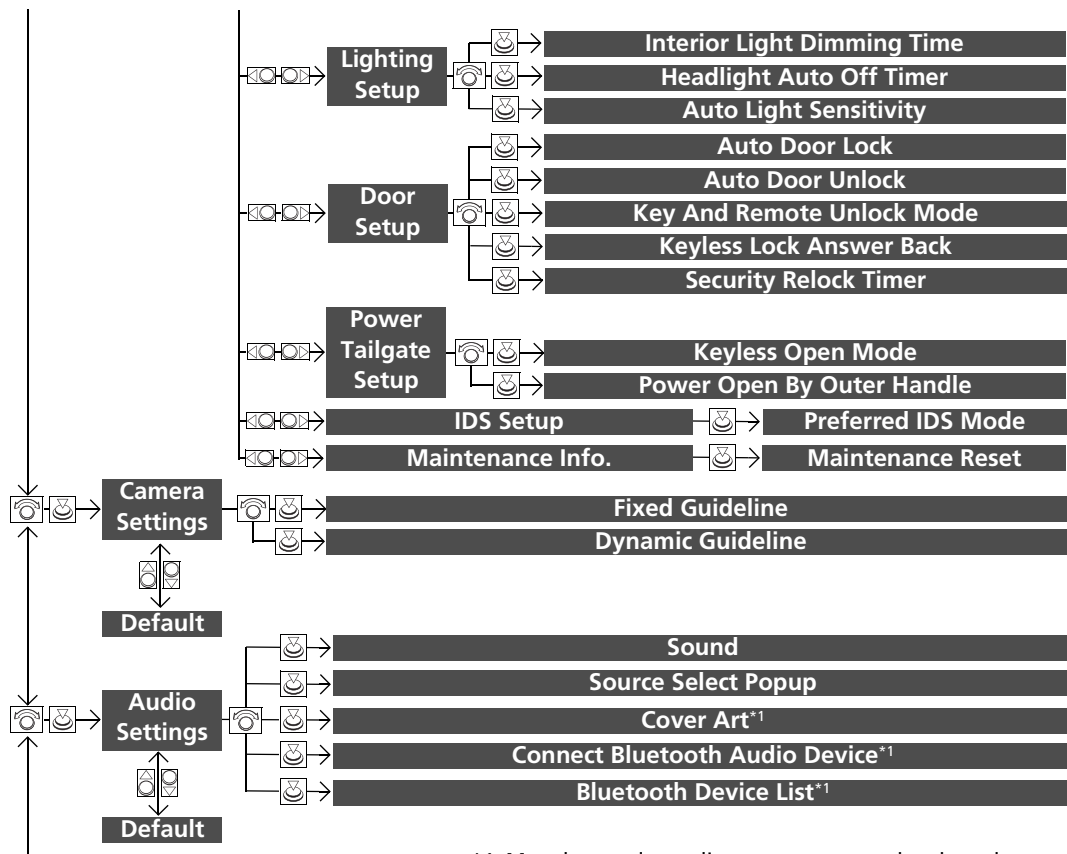 Lighting
Setup
Interior Light Dimming Time
Headlight Auto Off Timer
Auto Light Sensitivity
Door
Setup
Auto Door Lock
Auto Door Unlock
Key And Remote Unlock Mode
Keyless Lock Answer Back
Security Relock Timer
Power
Tailgate
Setup
Keyless Open Mode
Power Open By Outer Handle
IDS Setup
Preferred IDS Mode
Maintenance Info.
Maintenance Reset
Camera
Settings
Fixed Guideline
Dynamic Guideline
Default
Audio
Settings
Sound
Source Select Popup
Cover Art*1
Connect Bluetooth Audio Device*1
Bluetooth Device List*1
Default